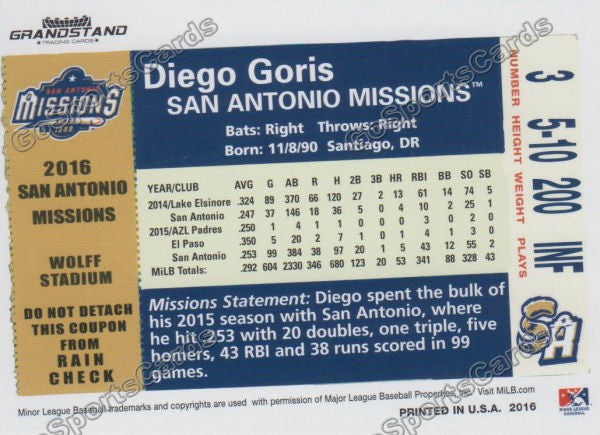 GRANDSTAND
TRADING CARDS
SAN ANTONIO
MISSIONS
1888
2016
SAN ANTONIO
MISSIONS
WOLFF
STADIUM
DO NOT DETACH
THIS COUPON
FROM
RAIN
CHECK
Diego Goris
SAN ANTONIO MISSIONS™
Bats: Right Throws: Right
Born: 11/8/90 Santiago, DR
YEAR/CLUB AVG G AB R H 2B 3B HR RBI BB SO SB
2014/Lake Elsinore .324 89 370 66 120 27 2 13 61 14 74 5
San Antonio .247 37 146 18 36 5 0 4 10 2 25 1
2015/AZL Padres .250 1 4 1 1 0 0 0 2 0 0 0
El Paso .350 5 20 2 7 1 0 0 3 0 2 0
San Antonio .253 99 384 38 97 20 1 5 43 12 55 2
MiLB Totals: .292 604 2330 346 680 123 20 53 341 88 328 43
Missions Statement: Diego spent the bulk of
his 2015 season with San Antonio, where
he hit .253 with 20 doubles, one triple, five
homers, 43 RBI and 38 runs scored in 99
games.
3 5-10 200 INF
NUMBER HEIGHT WEIGHT PLAYS
SA
Minor League Baseball trademarks and copyrights are used with permission of Major League Baseball Properties, Inc. Visit MiLB.com.
PRINTED IN U.S.A. 2016
MINOR LEAGUE
BASEBALL
GoSportsCards